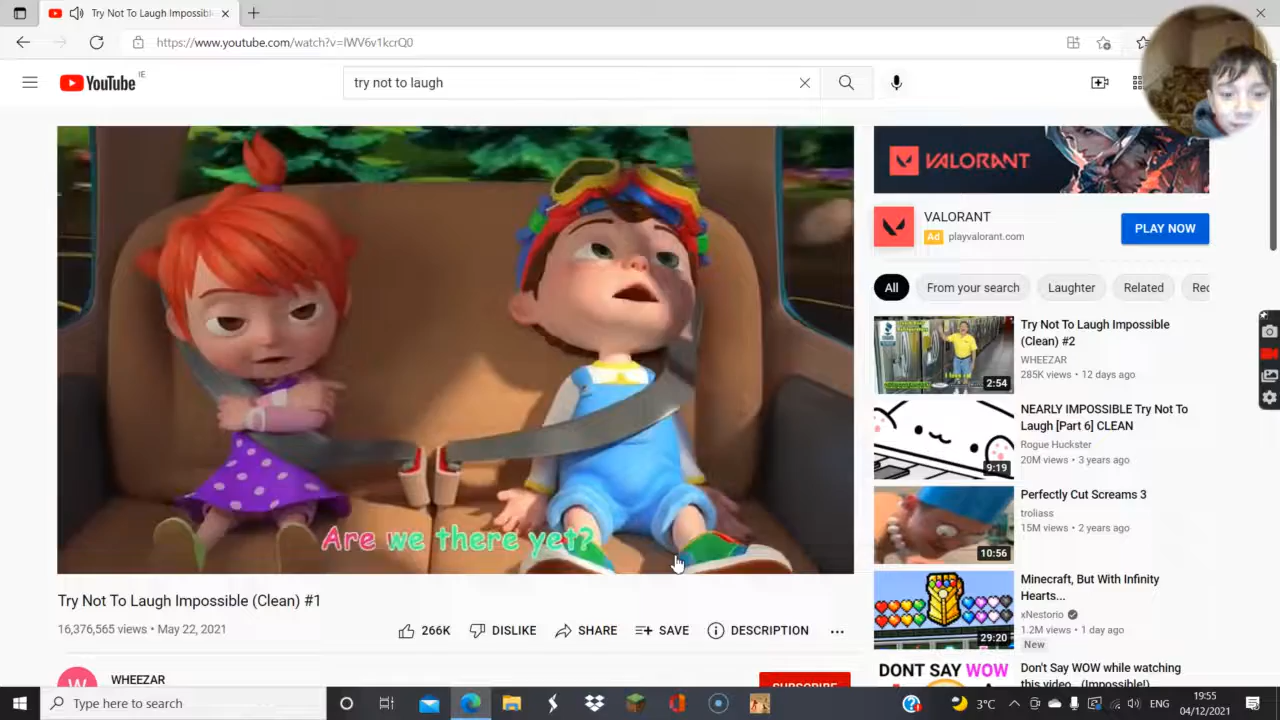 Try Not To Laugh Impossible
https://www.youtube.com/watch?v=lWV6v1kcrQ0
YouTube IE
try not to laugh
Are we there yet?
Try Not To Laugh Impossible (Clean) #1
16,376,565 views • May 22, 2021
266K DISLIKE SHARE SAVE DESCRIPTION
WHEEZAR
SUBSCRIBE
VALORANT
VALORANT
Ad playvalorant.com
PLAY NOW
All From your search Laughter Related Rec
Try Not To Laugh Impossible
(Clean) #2
WHEEZAR
285K views • 12 days ago
2:54
NEARLY IMPOSSIBLE Try Not To
Laugh [Part 6] CLEAN
Rogue Huckster
20M views • 3 years ago
9:19
Perfectly Cut Screams 3
troliass
15M views • 2 years ago
10:56
Minecraft, But With Infinity
Hearts...
xNestorio
1.2M views • 1 day ago
New
29:20
DONT SAY WOW
Don't Say WOW while watching
this video...(Impossible!)
Type here to search
3°C
ENG
19:55
04/12/2021